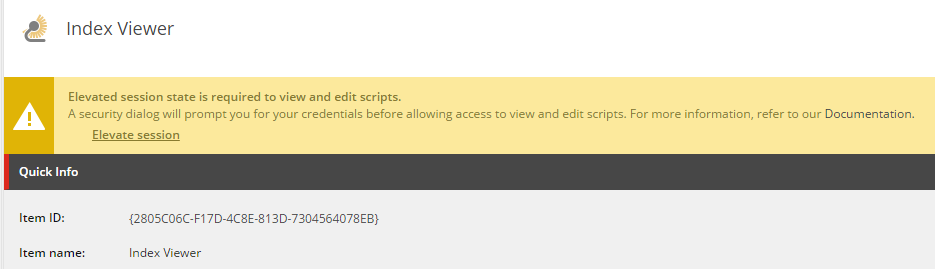 Index Viewer
Elevated session state is required to view and edit scripts.
A security dialog will prompt you for your credentials before allowing access to view and edit scripts. For more information, refer to our Documentation.
Elevate session
Quick Info
Item ID: {2805C06C-F17D-4C8E-813D-7304564078EB}
Item name: Index Viewer